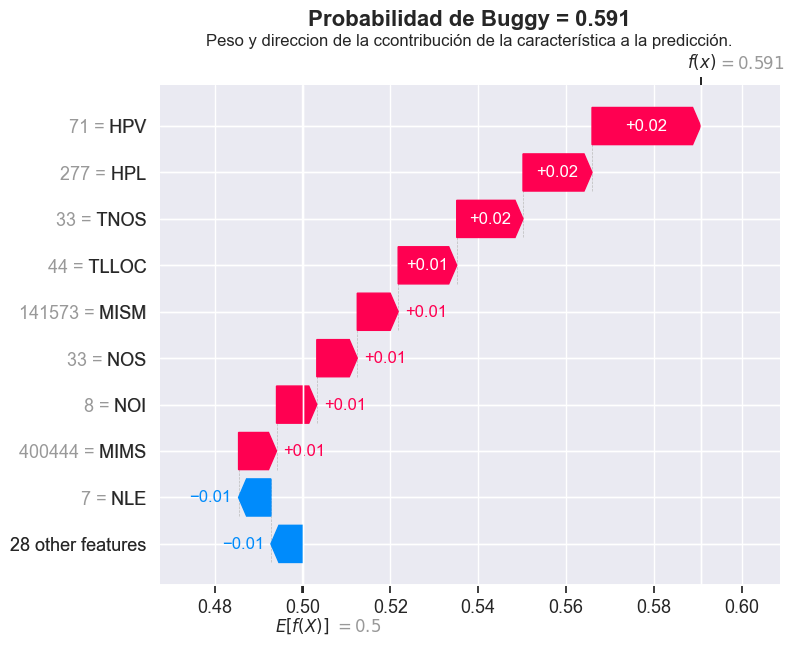 Probabilidad de Buggy = 0.591
Peso y direccion de la ccontribución de la característica a la predicción.
f(x) = 0.591
71 = HPV +0.02
277 = HPL +0.02
33 = TNOS +0.02
44 = TLLOC +0.01
141573 = MISM +0.01
33 = NOS +0.01
8 = NOI +0.01
400444 = MIMS +0.01
7 = NLE −0.01
28 other features −0.01
0.48 0.50 0.52 0.54 0.56 0.58 0.60
E[f(X)] = 0.5